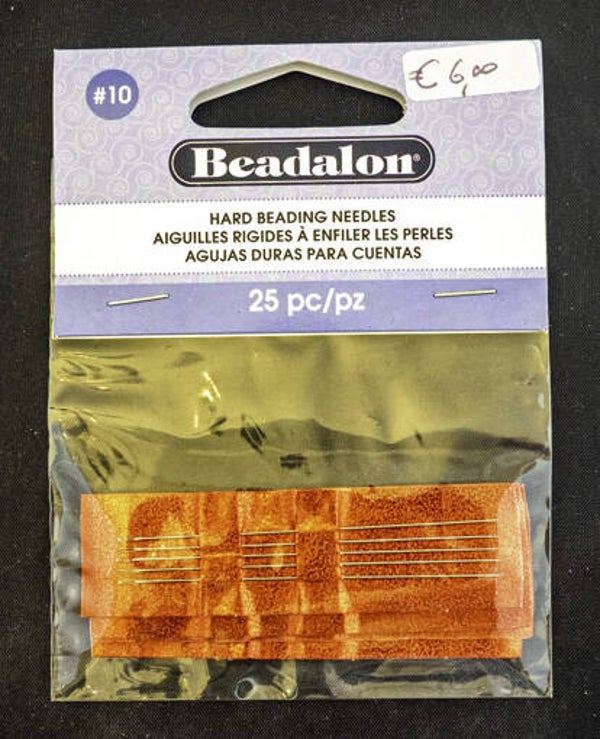 #10
€ 6,00
Beadalon®
HARD BEADING NEEDLES
AIGUILLES RIGIDES À ENFILER LES PERLES
AGUJAS DURAS PARA CUENTAS
25 pc/pz